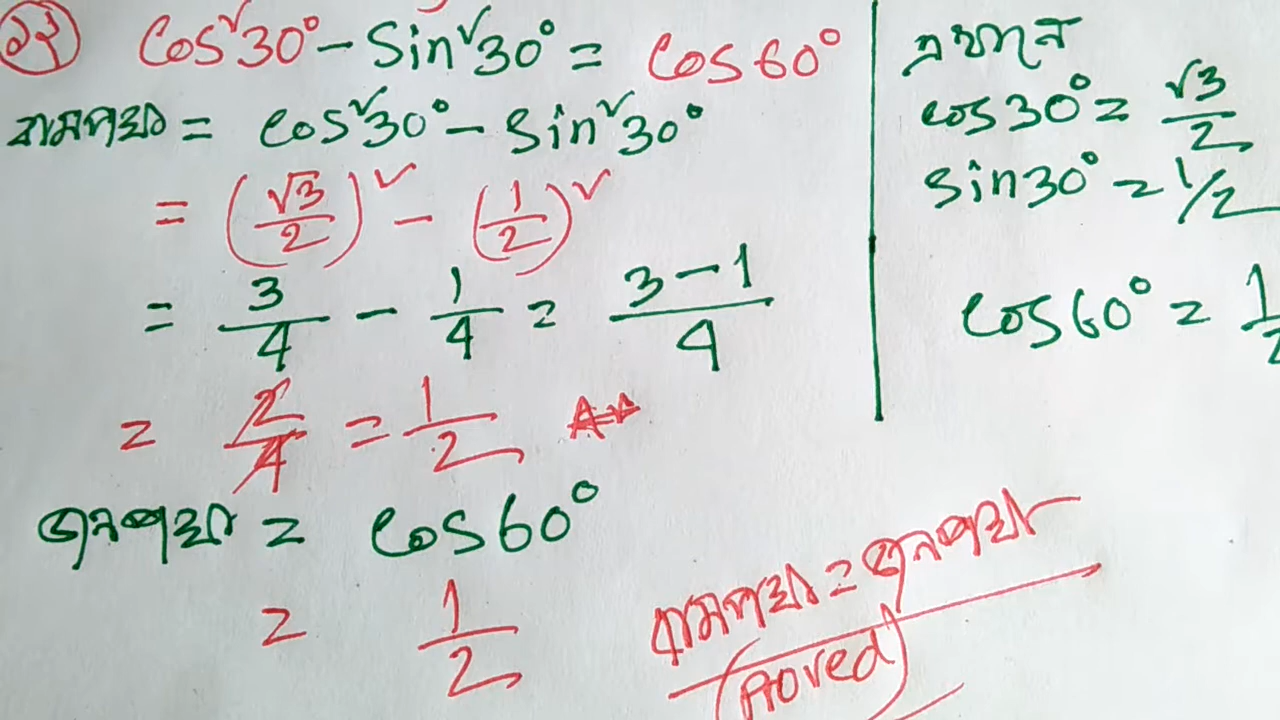 ২২ cos²30° - sin²30° = cos60°
বামপক্ষ = cos²30° - sin²30°
= (√3/2)² - (1/2)²
= 3/4 - 1/4 = 3-1/4
= 2/4 = 1/2
ডানপক্ষ = cos60°
= 1/2
এখানে
cos30° = √3/2
sin30° = 1/2
cos60° = 1/2
বামপক্ষ = ডানপক্ষ
(proved)